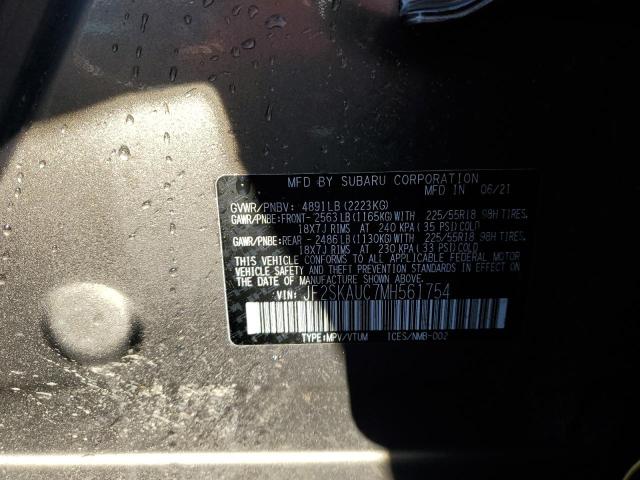 MFD BY SUBARU CORPORATION
MFD IN 06/21
GVWR/PNBV: 4891LB (2223KG)
GAWR/PNBE:FRONT-2563LB(1165KG)WITH 225/55R18 98H TIRES,
18X7J RIMS AT 240 KPA(35 PSI)COLD
GAWR/PNBE:REAR -2486LB(1130KG)WITH 225/55R18 98H TIRES,
18X7J RIMS AT 230 KPA(33 PSI)COLD
THIS VEHICLE CONFORMS TO ALL APPLICABLE FEDERAL MOTOR
VEHICLE SAFETY AND THEFT PREVENTION STANDARDS IN EFFECT ON
THE DATE OF MANUFACTURE SHOWN ABOVE.
VIN: JF2SKAUC7MH561754
TYPE:MPV/VTUM ICES/NMB-002